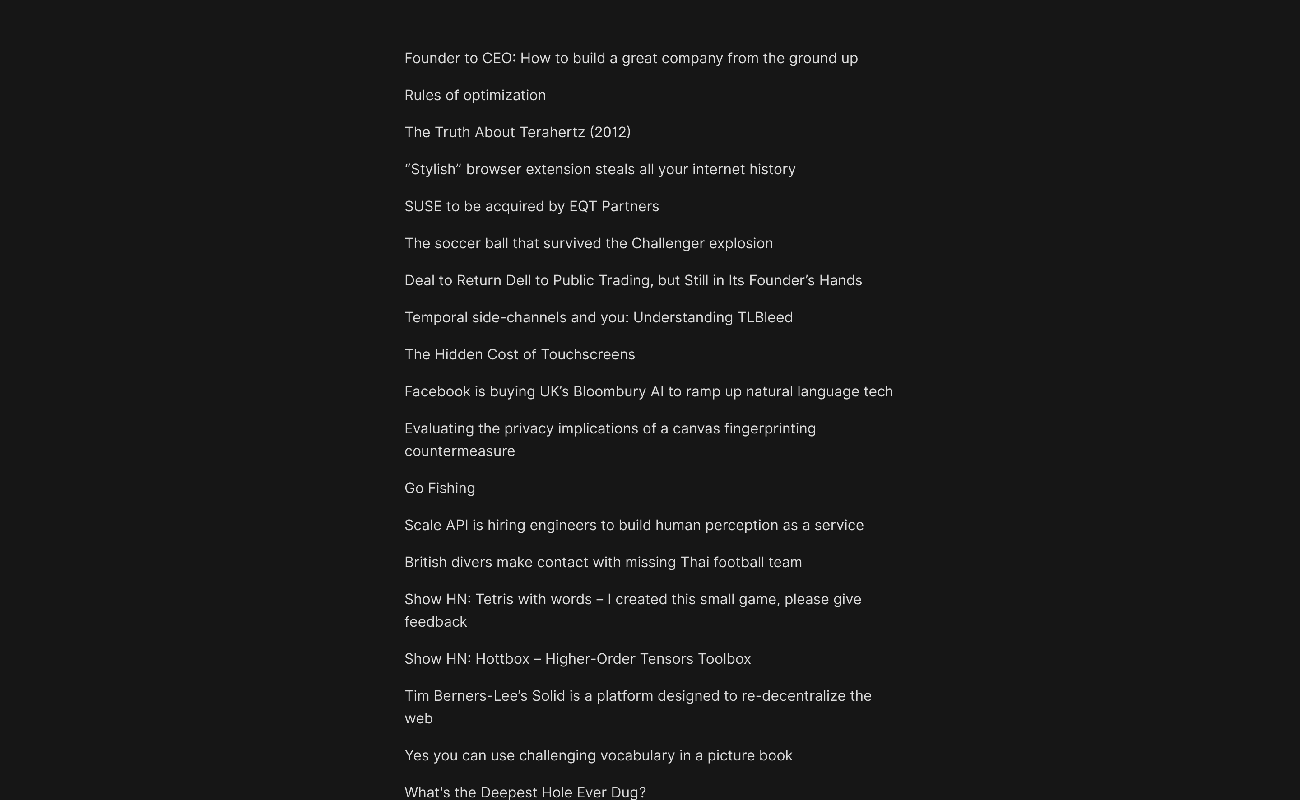 Founder to CEO: How to build a great company from the ground up
Rules of optimization
The Truth About Terahertz (2012)
“Stylish” browser extension steals all your internet history
SUSE to be acquired by EQT Partners
The soccer ball that survived the Challenger explosion
Deal to Return Dell to Public Trading, but Still in Its Founder’s Hands
Temporal side-channels and you: Understanding TLBleed
The Hidden Cost of Touchscreens
Facebook is buying UK’s Bloombury AI to ramp up natural language tech
Evaluating the privacy implications of a canvas fingerprinting
countermeasure
Go Fishing
Scale API is hiring engineers to build human perception as a service
British divers make contact with missing Thai football team
Show HN: Tetris with words – I created this small game, please give
feedback
Show HN: Hottbox – Higher-Order Tensors Toolbox
Tim Berners-Lee’s Solid is a platform designed to re-decentralize the
web
Yes you can use challenging vocabulary in a picture book
What's the Deepest Hole Ever Dug?